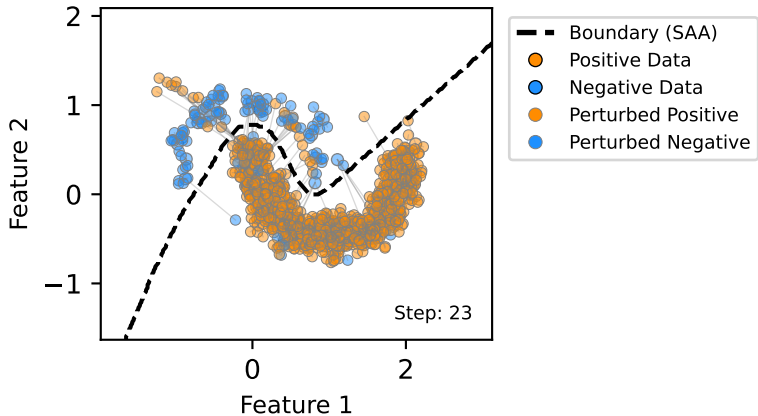 2
1
0
−1
0
2
Feature 2
Feature 1
Step: 23
Boundary (SAA)
Positive Data
Negative Data
Perturbed Positive
Perturbed Negative